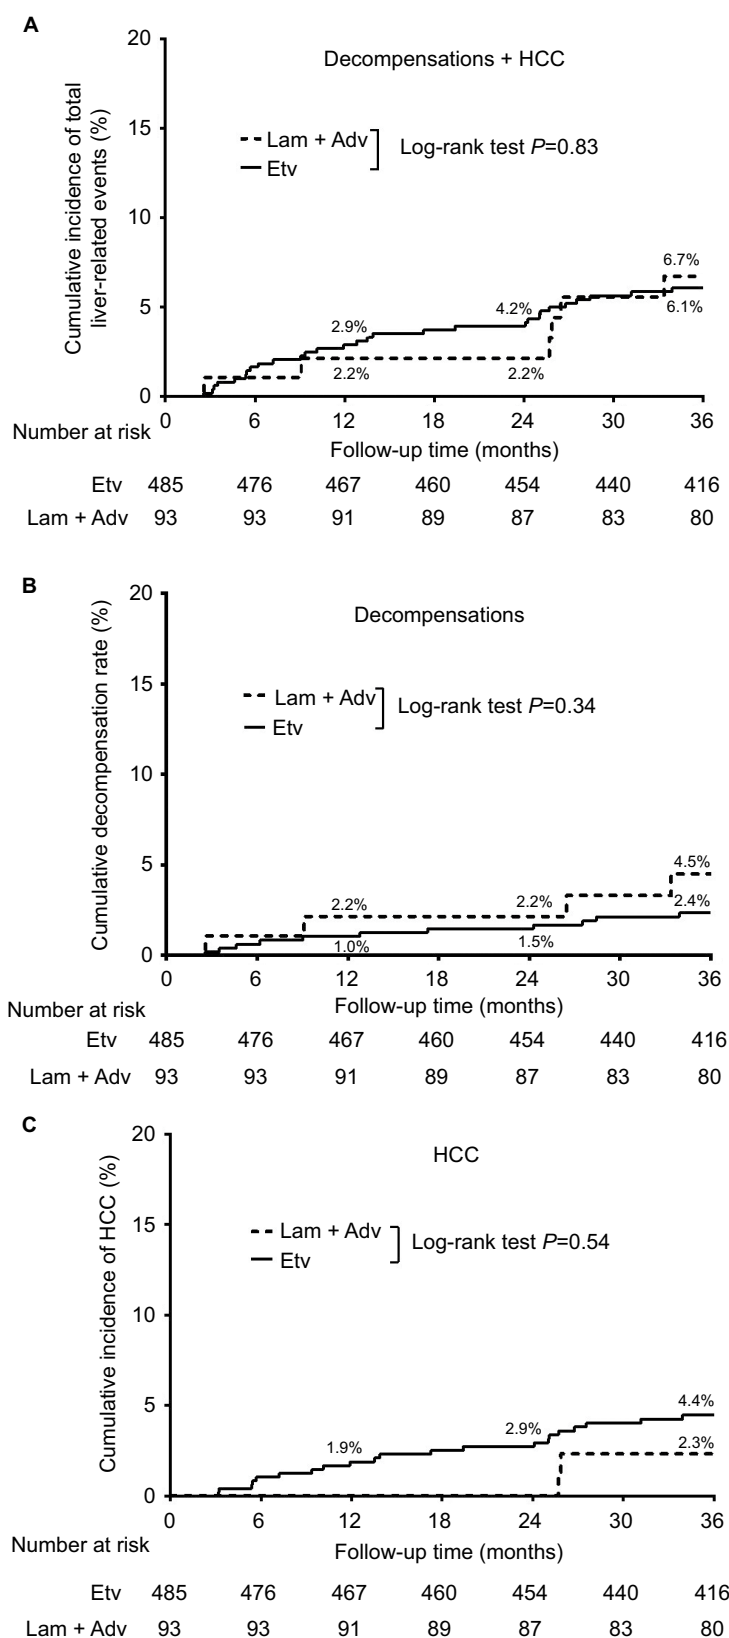 A
Decompensations + HCC
Cumulative incidence of total
liver-related events (%)
20
15
10
5
0
Lam + Adv
Etv
Log-rank test P=0.83
2.9%
4.2%
6.7%
2.2%
2.2%
6.1%
0 6 12 18 24 30 36
Number at risk
Follow-up time (months)
Etv 485 476 467 460 454 440 416
Lam + Adv 93 93 91 89 87 83 80
B
Decompensations
Cumulative decompensation rate (%)
20
15
10
5
0
Lam + Adv
Etv
Log-rank test P=0.34
2.2%
2.2%
4.5%
1.0%
1.5%
2.4%
0 6 12 18 24 30 36
Number at risk
Follow-up time (months)
Etv 485 476 467 460 454 440 416
Lam + Adv 93 93 91 89 87 83 80
C
HCC
Cumulative incidence of HCC (%)
20
15
10
5
0
Lam + Adv
Etv
Log-rank test P=0.54
1.9%
2.9%
4.4%
2.3%
0 6 12 18 24 30 36
Number at risk
Follow-up time (months)
Etv 485 476 467 460 454 440 416
Lam + Adv 93 93 91 89 87 83 80